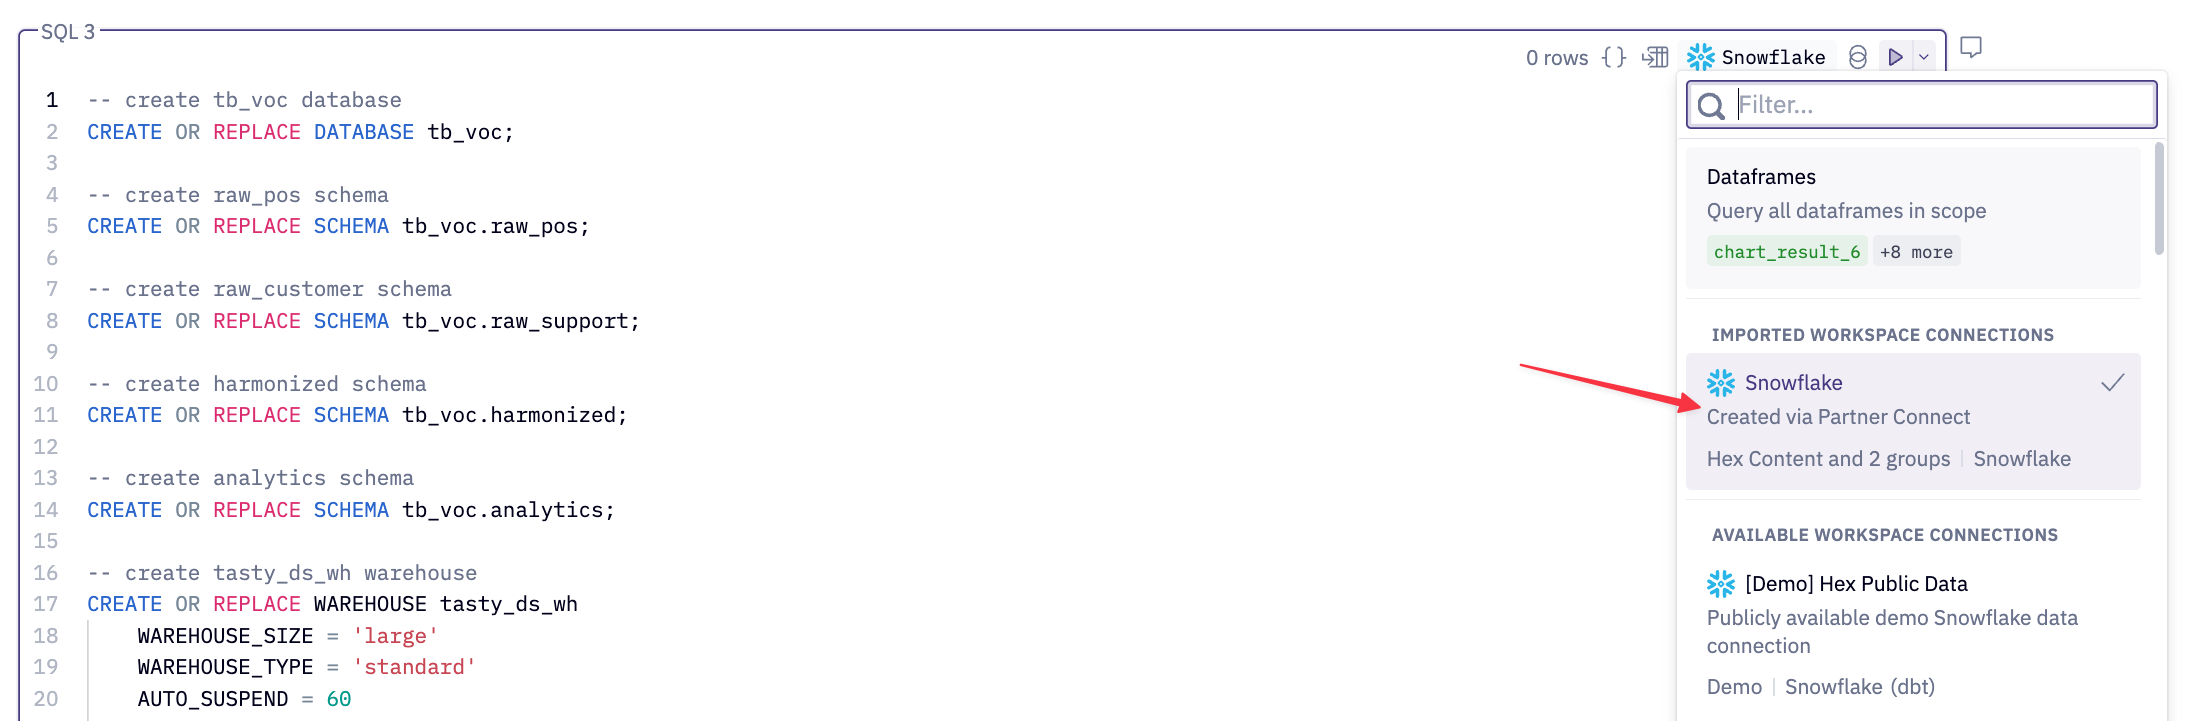 SQL 3
0 rows {} Snowflake
1 -- create tb_voc database
2 CREATE OR REPLACE DATABASE tb_voc;
3
4 -- create raw_pos schema
5 CREATE OR REPLACE SCHEMA tb_voc.raw_pos;
6
7 -- create raw_customer schema
8 CREATE OR REPLACE SCHEMA tb_voc.raw_support;
9
10 -- create harmonized schema
11 CREATE OR REPLACE SCHEMA tb_voc.harmonized;
12
13 -- create analytics schema
14 CREATE OR REPLACE SCHEMA tb_voc.analytics;
15
16 -- create tasty_ds_wh warehouse
17 CREATE OR REPLACE WAREHOUSE tasty_ds_wh
18 WAREHOUSE_SIZE = 'large'
19 WAREHOUSE_TYPE = 'standard'
20 AUTO_SUSPEND = 60
Filter...
Dataframes
Query all dataframes in scope
chart_result_6 +8 more
IMPORTED WORKSPACE CONNECTIONS
Snowflake
Created via Partner Connect
Hex Content and 2 groups | Snowflake
AVAILABLE WORKSPACE CONNECTIONS
[Demo] Hex Public Data
Publicly available demo Snowflake data
connection
Demo | Snowflake (dbt)